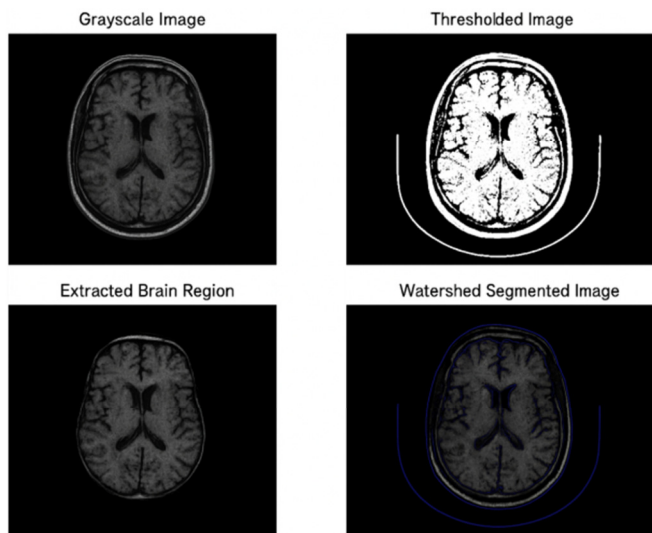 Grayscale Image
Thresholded Image
Extracted Brain Region
Watershed Segmented Image